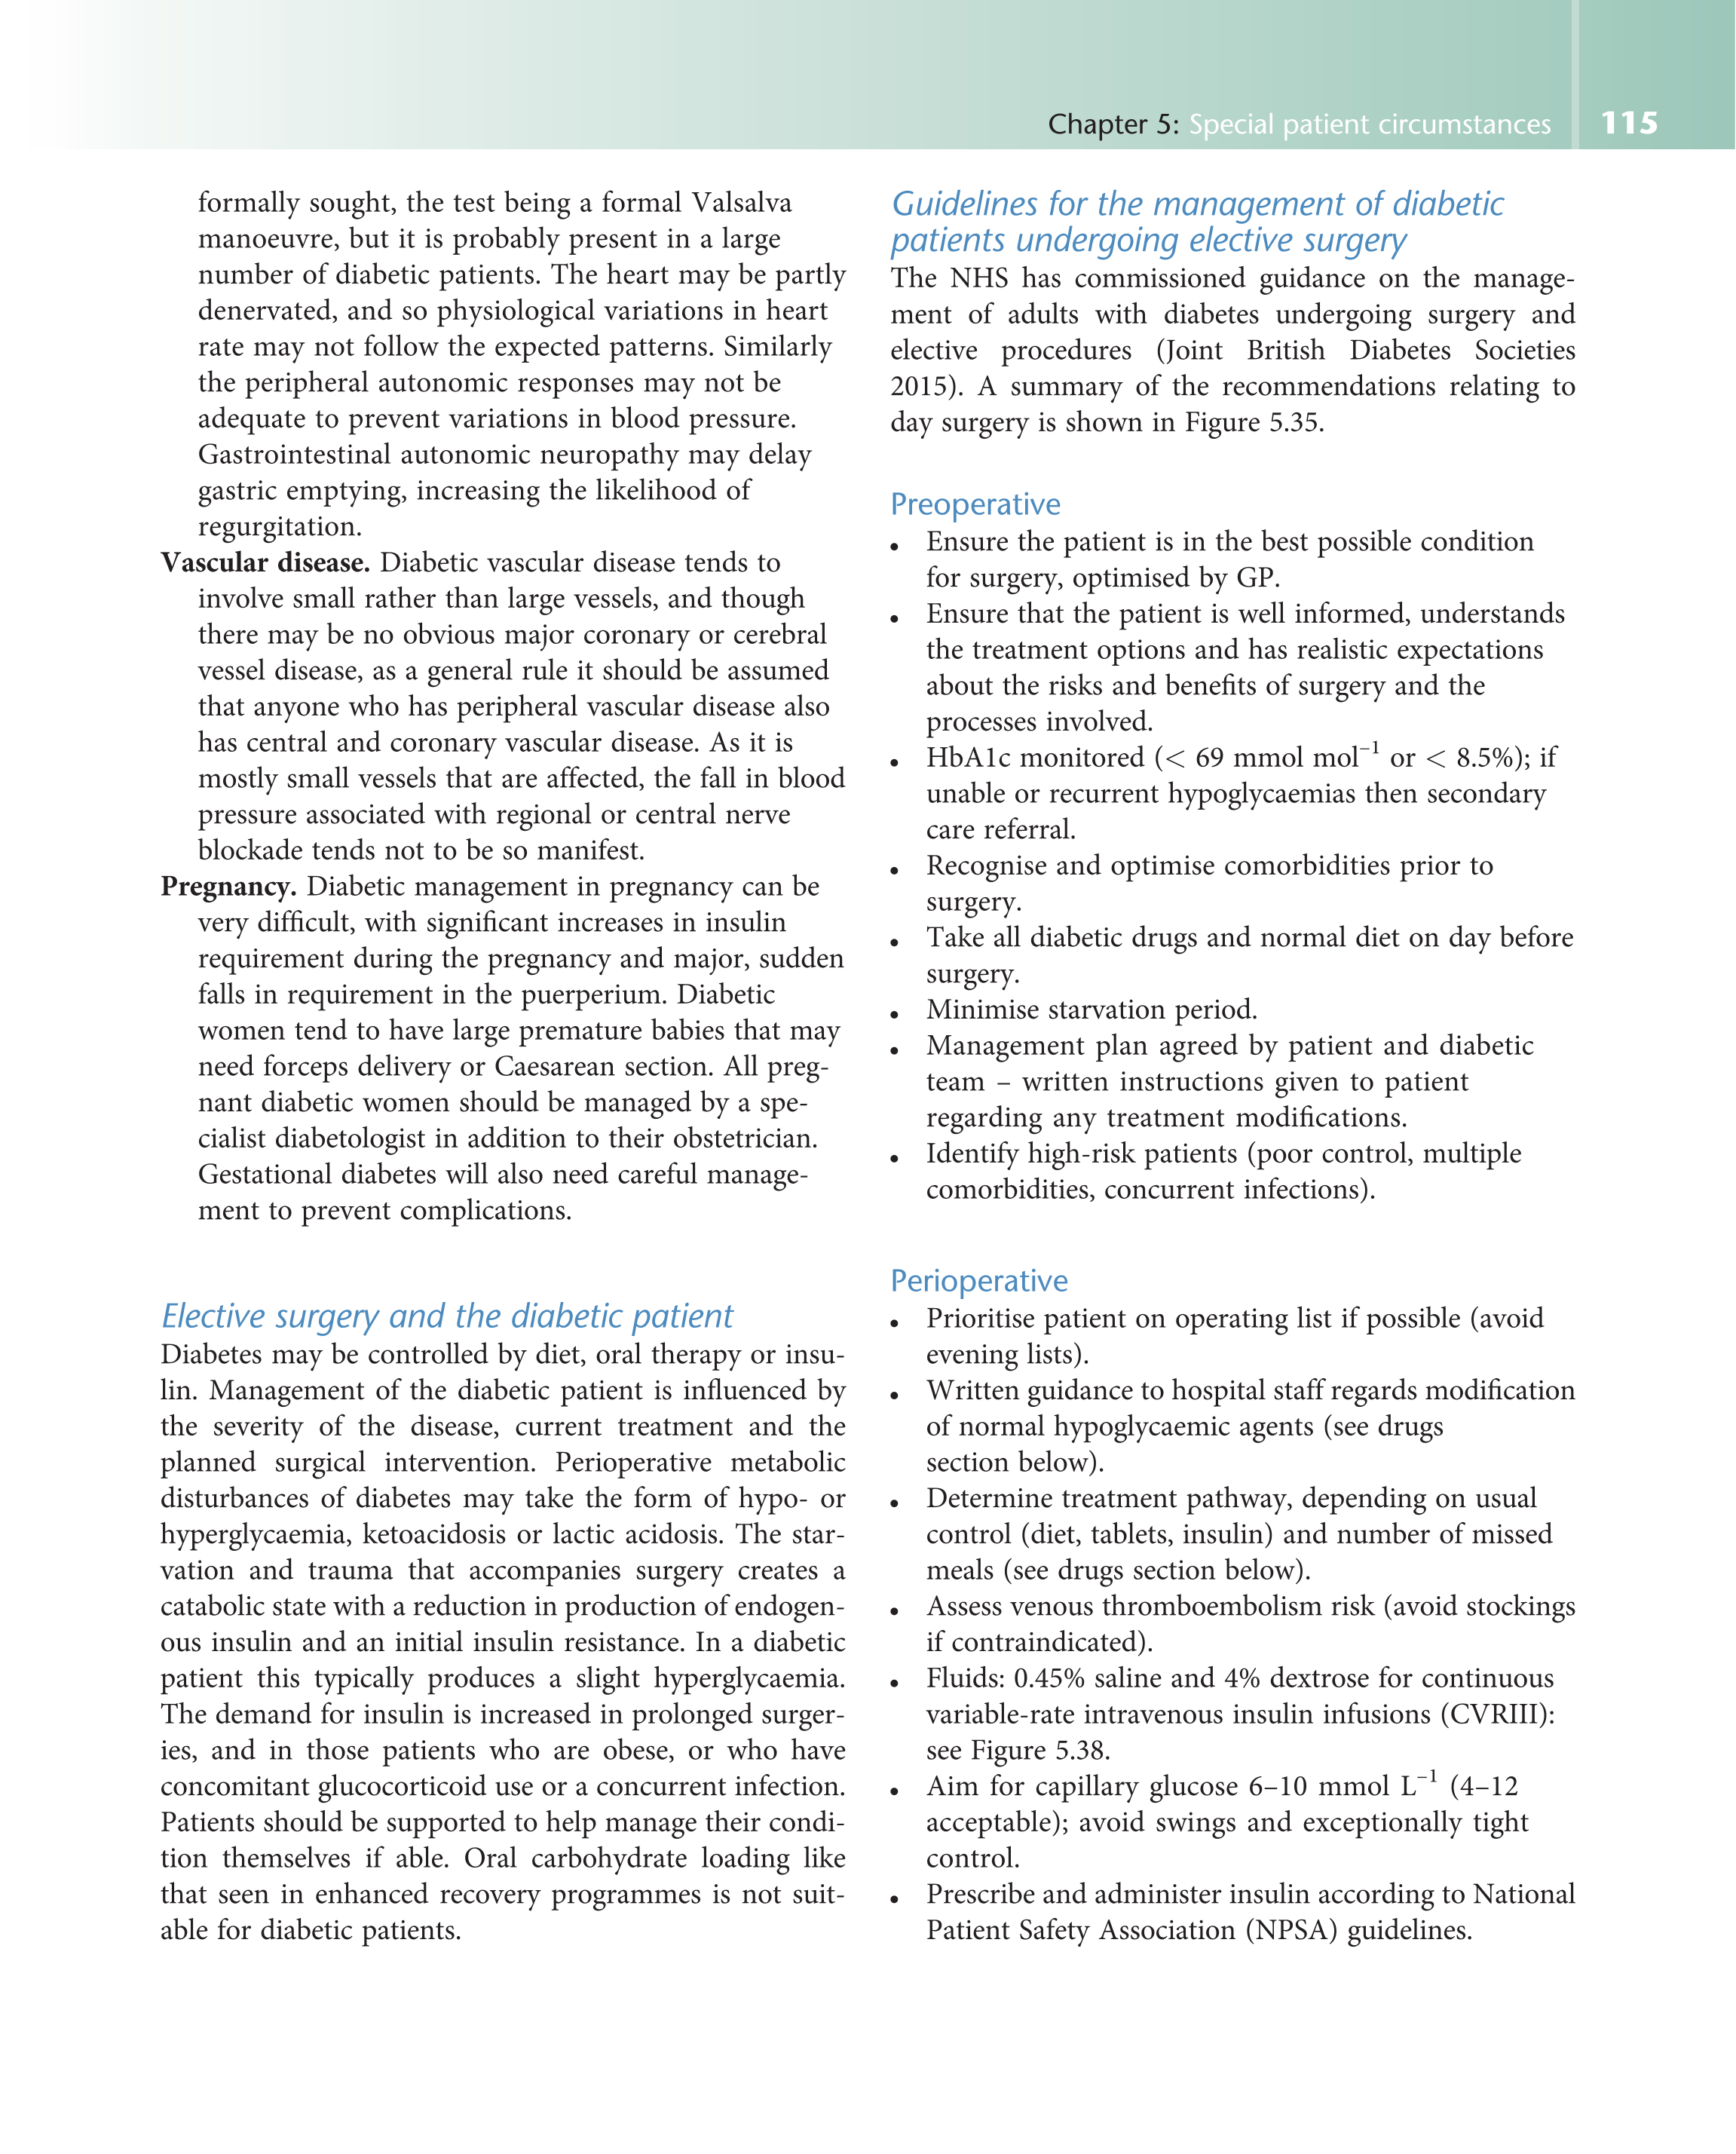 Chapter 5: Special patient circumstances 115
formally sought, the test being a formal Valsalva
manoeuvre, but it is probably present in a large
number of diabetic patients. The heart may be partly
denervated, and so physiological variations in heart
rate may not follow the expected patterns. Similarly
the peripheral autonomic responses may not be
adequate to prevent variations in blood pressure.
Gastrointestinal autonomic neuropathy may delay
gastric emptying, increasing the likelihood of
regurgitation.
Vascular disease. Diabetic vascular disease tends to
involve small rather than large vessels, and though
there may be no obvious major coronary or cerebral
vessel disease, as a general rule it should be assumed
that anyone who has peripheral vascular disease also
has central and coronary vascular disease. As it is
mostly small vessels that are affected, the fall in blood
pressure associated with regional or central nerve
blockade tends not to be so manifest.
Pregnancy. Diabetic management in pregnancy can be
very difficult, with significant increases in insulin
requirement during the pregnancy and major, sudden
falls in requirement in the puerperium. Diabetic
women tend to have large premature babies that may
need forceps delivery or Caesarean section. All preg-
nant diabetic women should be managed by a spe-
cialist diabetologist in addition to their obstetrician.
Gestational diabetes will also need careful manage-
ment to prevent complications.
Elective surgery and the diabetic patient
Diabetes may be controlled by diet, oral therapy or insu-
lin. Management of the diabetic patient is influenced by
the severity of the disease, current treatment and the
planned surgical intervention. Perioperative metabolic
disturbances of diabetes may take the form of hypo- or
hyperglycaemia, ketoacidosis or lactic acidosis. The star-
vation and trauma that accompanies surgery creates a
catabolic state with a reduction in production of endogen-
ous insulin and an initial insulin resistance. In a diabetic
patient this typically produces a slight hyperglycaemia.
The demand for insulin is increased in prolonged surger-
ies, and in those patients who are obese, or who have
concomitant glucocorticoid use or a concurrent infection.
Patients should be supported to help manage their condi-
tion themselves if able. Oral carbohydrate loading like
that seen in enhanced recovery programmes is not suit-
able for diabetic patients.
Guidelines for the management of diabetic
patients undergoing elective surgery
The NHS has commissioned guidance on the manage-
ment of adults with diabetes undergoing surgery and
elective procedures (Joint British Diabetes Societies
2015). A summary of the recommendations relating to
day surgery is shown in Figure 5.35.
Preoperative
• Ensure the patient is in the best possible condition
for surgery, optimised by GP.
• Ensure that the patient is well informed, understands
the treatment options and has realistic expectations
about the risks and benefits of surgery and the
processes involved.
• HbA1c monitored (< 69 mmol mol⁻¹ or < 8.5%); if
unable or recurrent hypoglycaemias then secondary
care referral.
• Recognise and optimise comorbidities prior to
surgery.
• Take all diabetic drugs and normal diet on day before
surgery.
• Minimise starvation period.
• Management plan agreed by patient and diabetic
team – written instructions given to patient
regarding any treatment modifications.
• Identify high-risk patients (poor control, multiple
comorbidities, concurrent infections).
Perioperative
• Prioritise patient on operating list if possible (avoid
evening lists).
• Written guidance to hospital staff regards modification
of normal hypoglycaemic agents (see drugs
section below).
• Determine treatment pathway, depending on usual
control (diet, tablets, insulin) and number of missed
meals (see drugs section below).
• Assess venous thromboembolism risk (avoid stockings
if contraindicated).
• Fluids: 0.45% saline and 4% dextrose for continuous
variable-rate intravenous insulin infusions (CVRIII):
see Figure 5.38.
• Aim for capillary glucose 6–10 mmol L⁻¹ (4–12
acceptable); avoid swings and exceptionally tight
control.
• Prescribe and administer insulin according to National
Patient Safety Association (NPSA) guidelines.